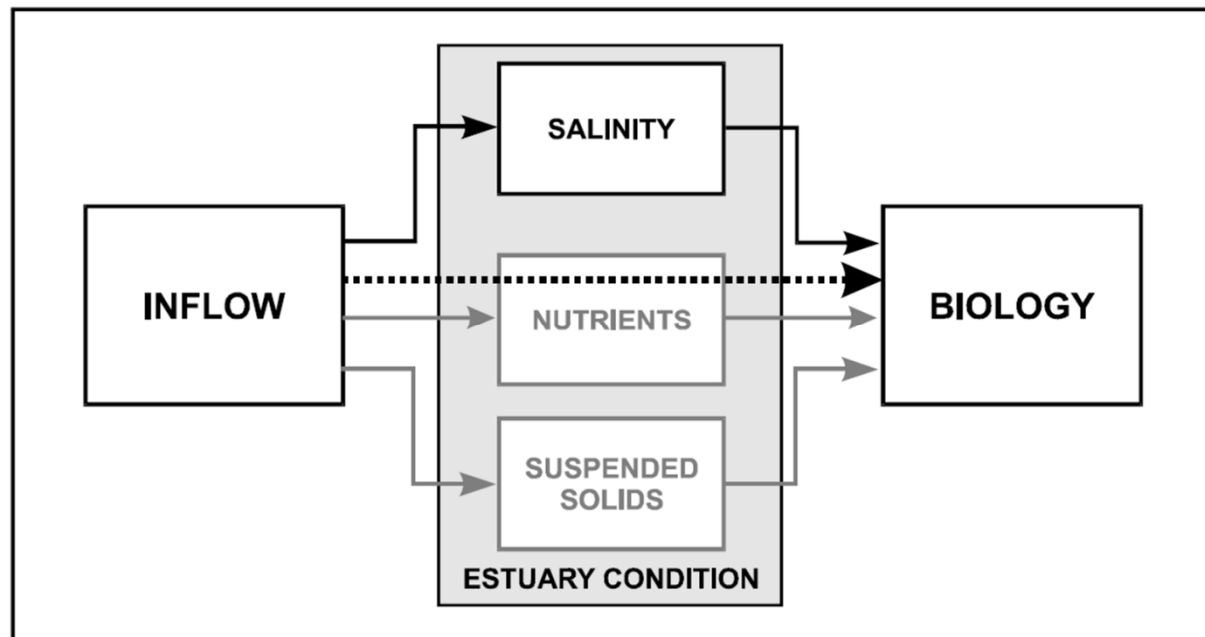 SALINITY
INFLOW
NUTRIENTS
BIOLOGY
SUSPENDED
SOLIDS
ESTUARY CONDITION